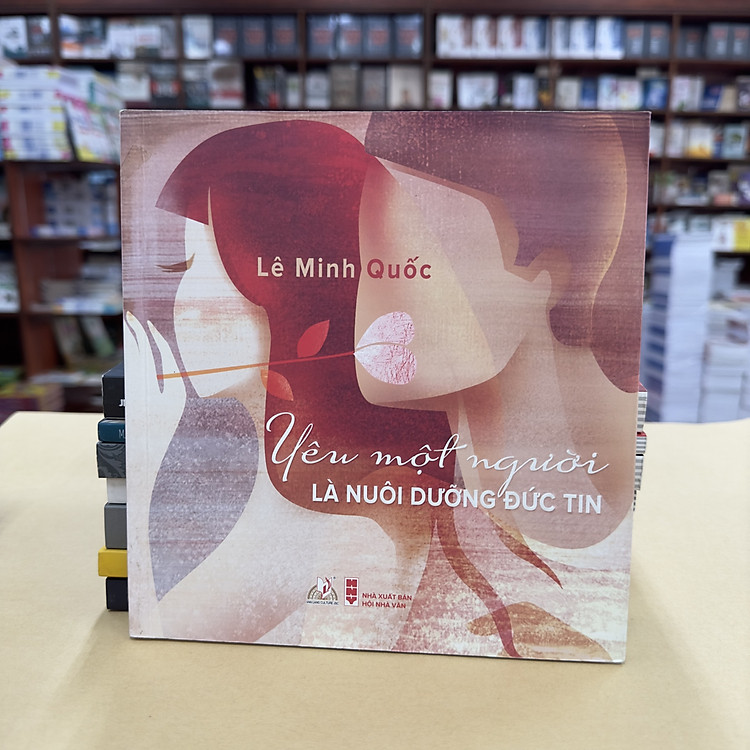 Lê Minh Quốc
Yêu một người
LÀ NUÔI DƯỠNG ĐỨC TIN
NHÀ XUẤT BẢN
HỘI NHÀ VĂN